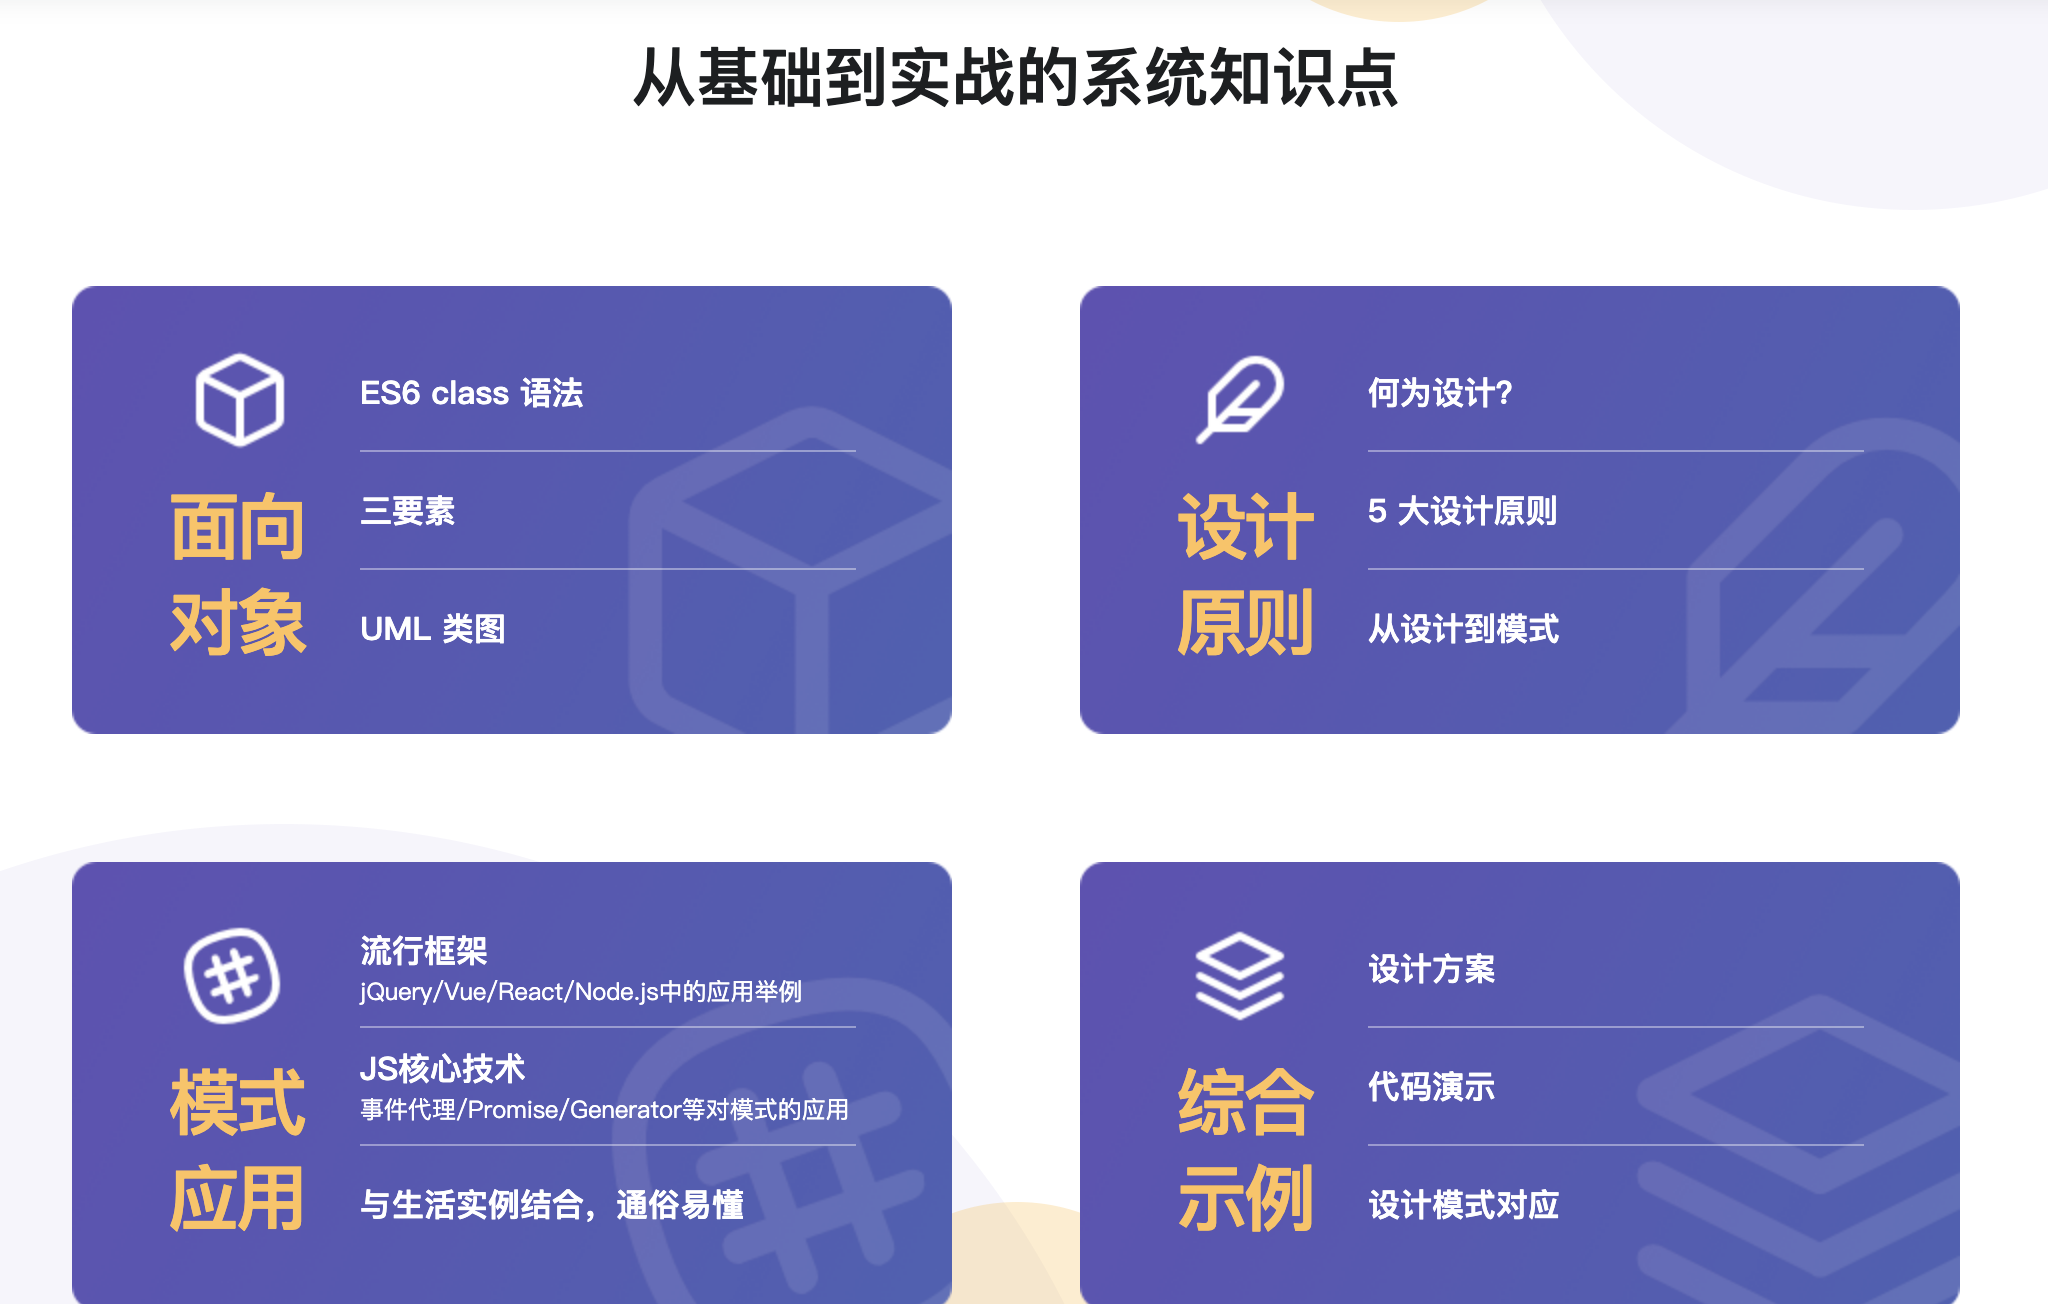 从基础到实战的系统知识点
面向
对象
ES6 class 语法
三要素
UML 类图
设计
原则
何为设计?
5 大设计原则
从设计到模式
模式
应用
流行框架
jQuery/Vue/React/Node.js中的应用举例
JS核心技术
事件代理/Promise/Generator等对模式的应用
与生活实例结合，通俗易懂
综合
示例
设计方案
代码演示
设计模式对应